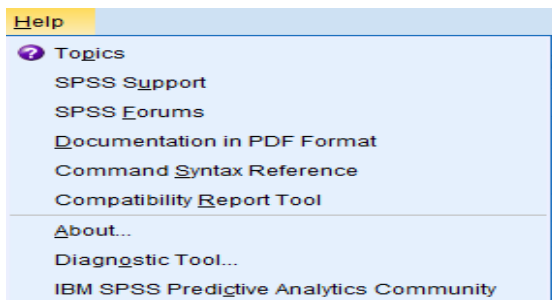 Help
Topics
SPSS Support
SPSS Forums
Documentation in PDF Format
Command Syntax Reference
Compatibility Report Tool
About...
Diagnostic Tool...
IBM SPSS Predictive Analytics Community